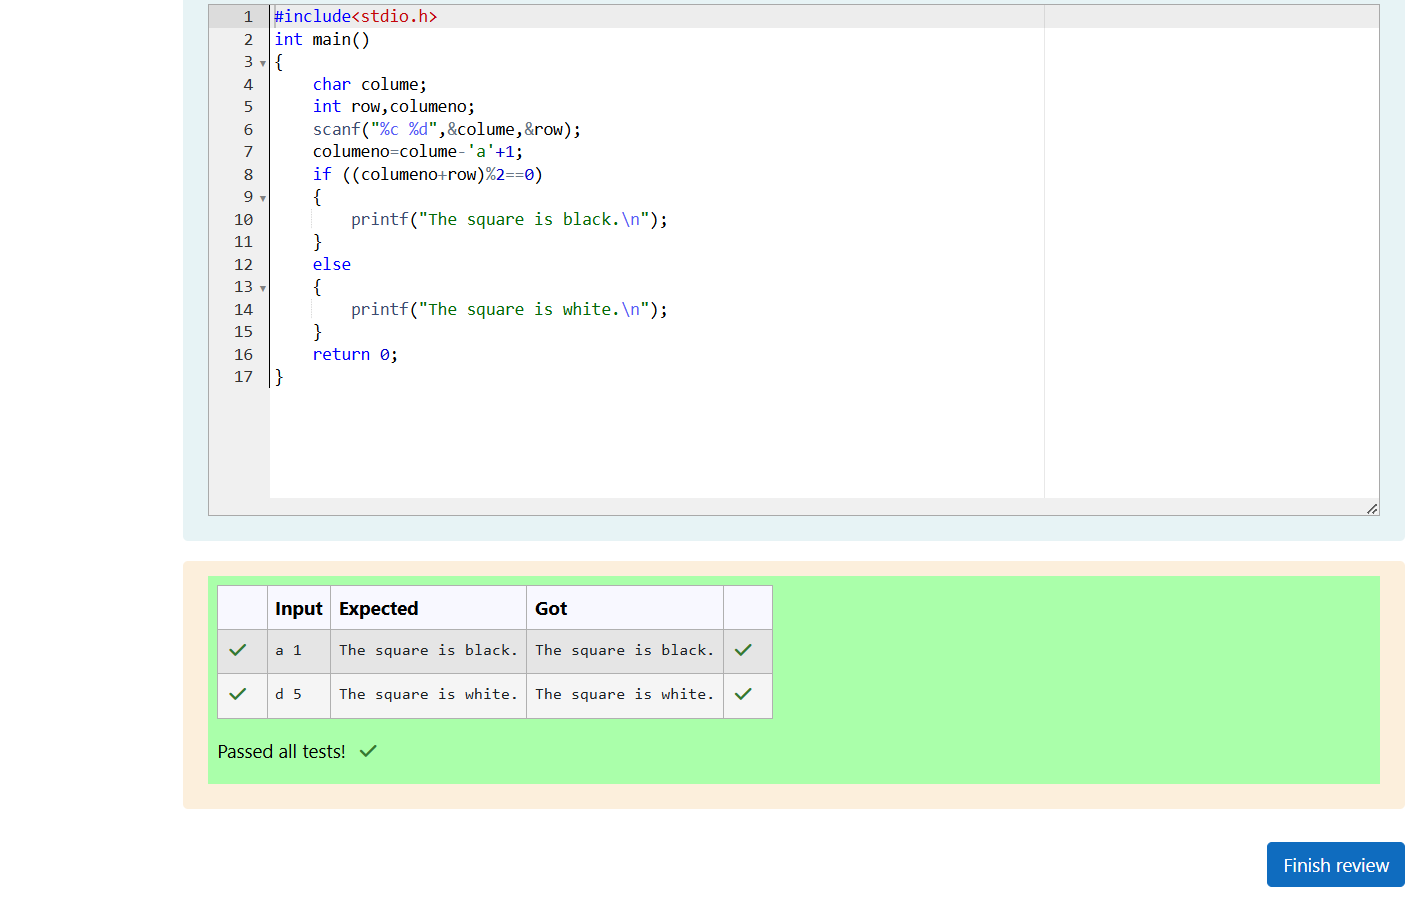 1 #include<stdio.h>
2 int main()
3 {
4     char colume;
5     int row,columeno;
6     scanf("%c %d",&colume,&row);
7     columeno=colume-'a'+1;
8     if ((columeno+row)%2==0)
9     {
10         printf("The square is black.\n");
11     }
12     else
13     {
14         printf("The square is white.\n");
15     }
16     return 0;
17 }
Input Expected Got
a 1 The square is black. The square is black.
d 5 The square is white. The square is white.
Passed all tests!
Finish review